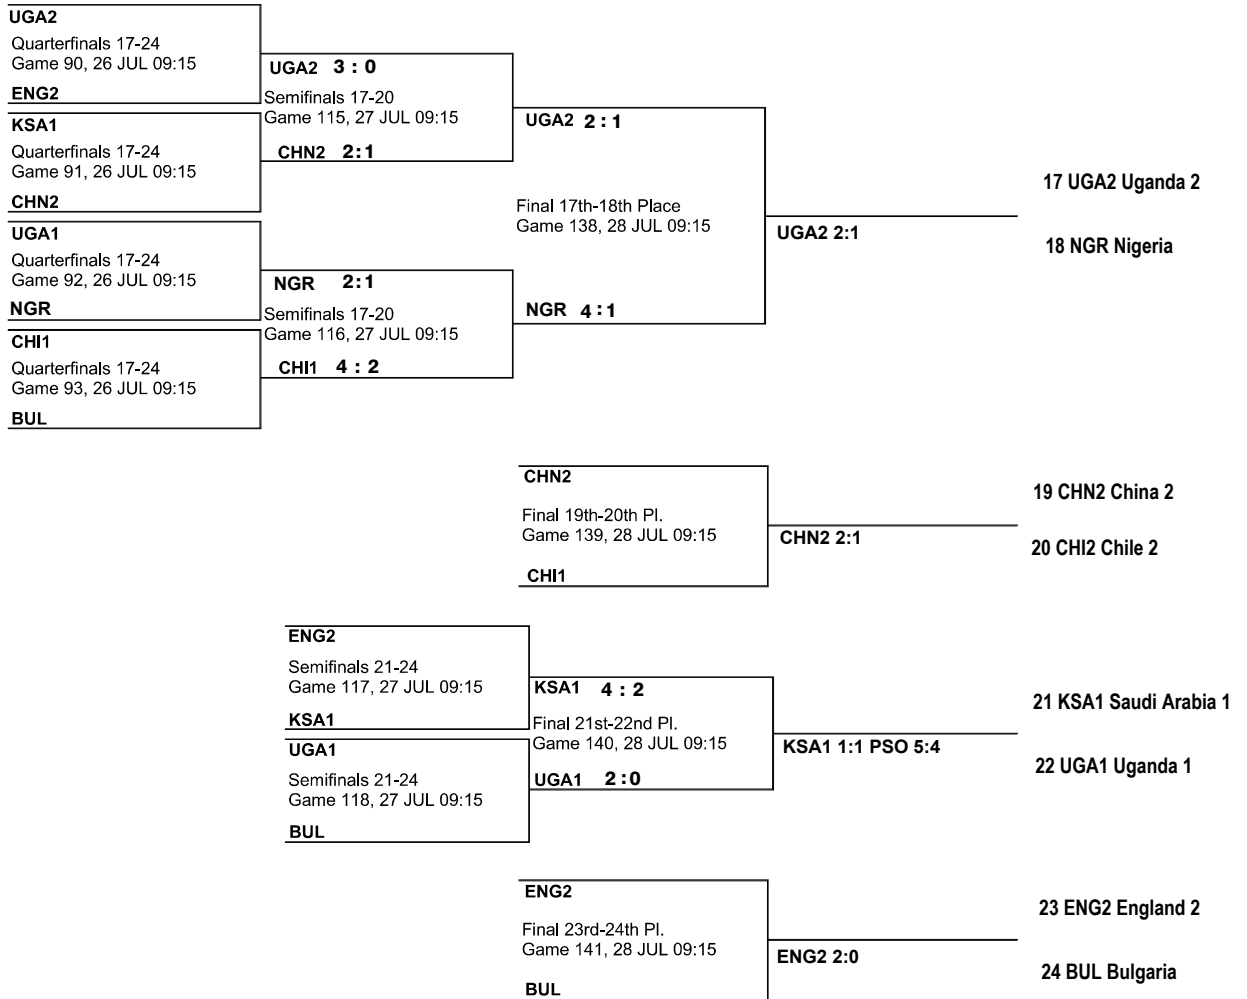 UGA2
Quarterfinals 17-24
Game 90, 26 JUL 09:15
ENG2
KSA1
Quarterfinals 17-24
Game 91, 26 JUL 09:15
CHN2
UGA1
Quarterfinals 17-24
Game 92, 26 JUL 09:15
NGR
CHI1
Quarterfinals 17-24
Game 93, 26 JUL 09:15
BUL
UGA2 3 : 0
Semifinals 17-20
Game 115, 27 JUL 09:15
CHN2 2:1
NGR 2:1
Semifinals 17-20
Game 116, 27 JUL 09:15
CHI1 4 : 2
UGA2 2 : 1
Final 17th-18th Place
Game 138, 28 JUL 09:15
NGR 4 : 1
UGA2 2:1
17 UGA2 Uganda 2
18 NGR Nigeria
CHN2
Final 19th-20th Pl.
Game 139, 28 JUL 09:15
CHI1
CHN2 2:1
19 CHN2 China 2
20 CHI2 Chile 2
ENG2
Semifinals 21-24
Game 117, 27 JUL 09:15
KSA1
UGA1
Semifinals 21-24
Game 118, 27 JUL 09:15
BUL
KSA1 4 : 2
Final 21st-22nd Pl.
Game 140, 28 JUL 09:15
UGA1 2:0
KSA1 1:1 PSO 5:4
21 KSA1 Saudi Arabia 1
22 UGA1 Uganda 1
ENG2
Final 23rd-24th Pl.
Game 141, 28 JUL 09:15
BUL
ENG2 2:0
23 ENG2 England 2
24 BUL Bulgaria